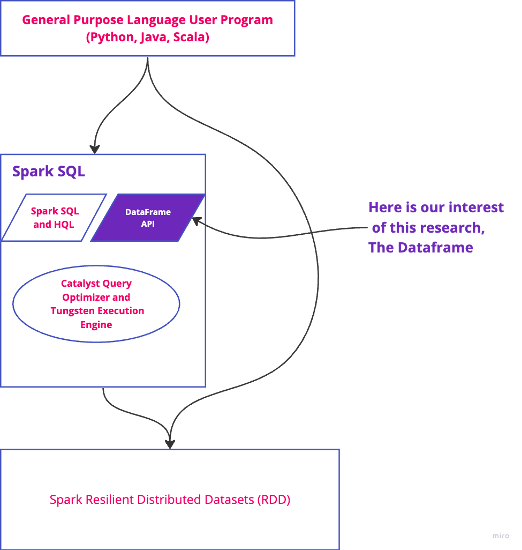 General Purpose Language User Program
(Python, Java, Scala)
Spark SQL
Spark SQL
and HQL
DataFrame
API
Here is our interest
of this research,
The Dataframe
Catalyst Query
Optimizer and
Tungsten Execution
Engine
Spark Resilient Distributed Datasets (RDD)
miro